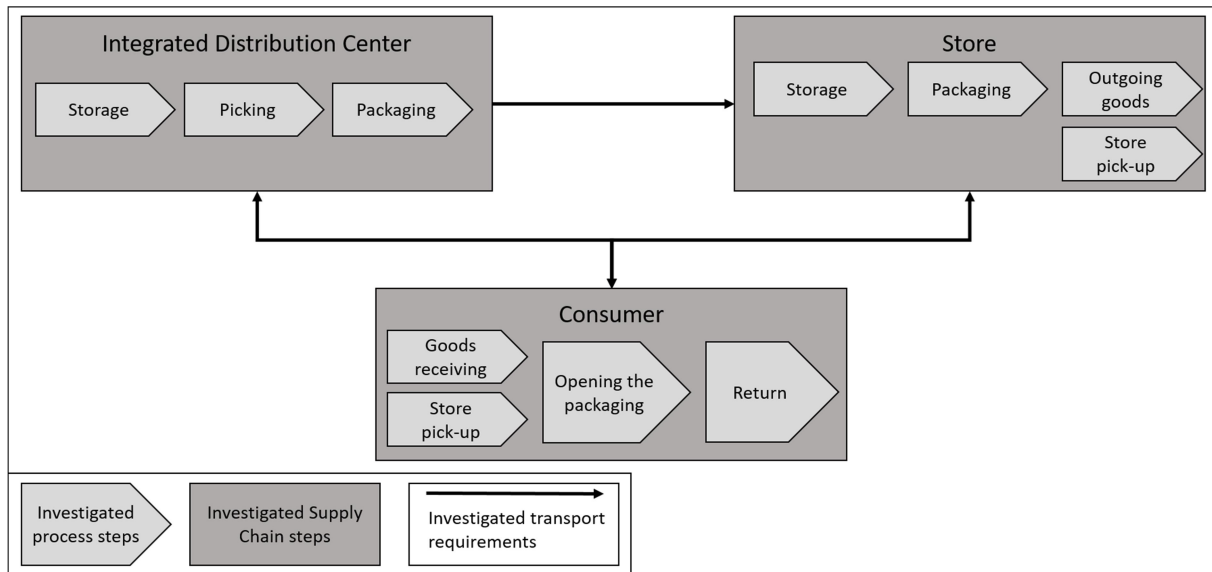 Integrated Distribution Center
Storage
Picking
Packaging
Store
Storage
Packaging
Outgoing
goods
Store
pick-up
Consumer
Goods
receiving
Store
pick-up
Opening the
packaging
Return
Investigated
process steps
Investigated Supply
Chain steps
Investigated transport
requirements